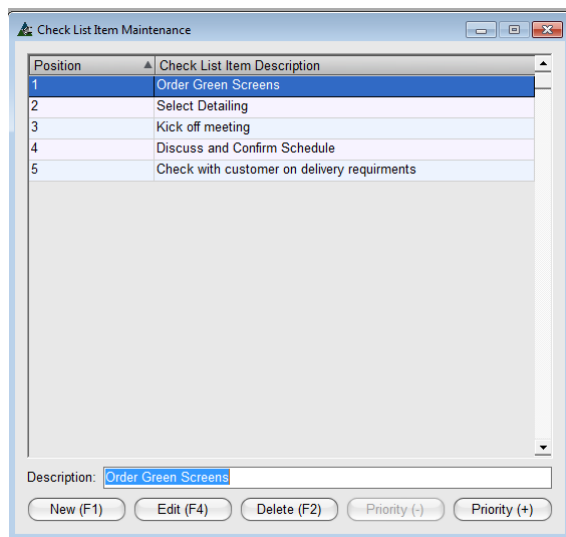 Check List Item Maintenance
Position Check List Item Description
1 Order Green Screens
2 Select Detailing
3 Kick off meeting
4 Discuss and Confirm Schedule
5 Check with customer on delivery requirments
Description: Order Green Screens
New (F1) Edit (F4) Delete (F2) Priority (-) Priority (+)